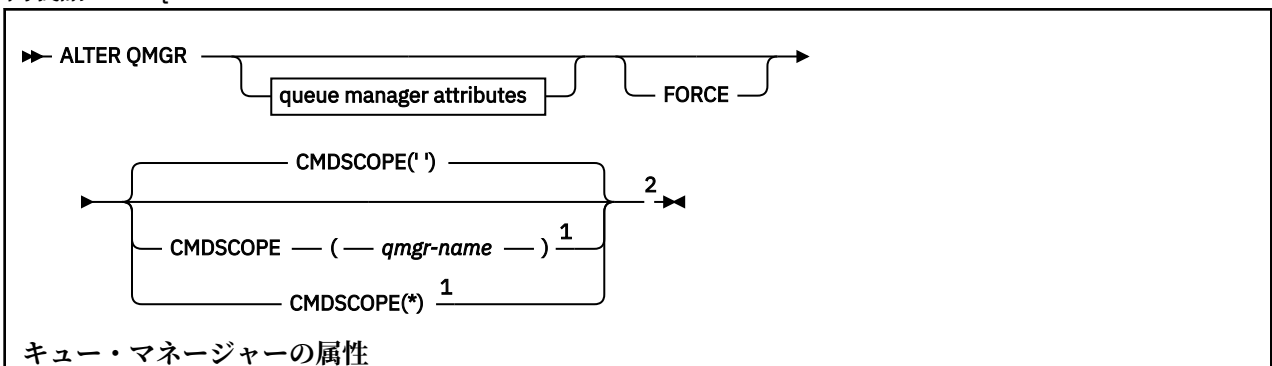 ALTER QMGR
queue manager attributes
FORCE
CMDSCOPE(' ')
2
CMDSCOPE ( qmgr-name ) 1
CMDSCOPE(*) 1
キュー・マネージャーの属性